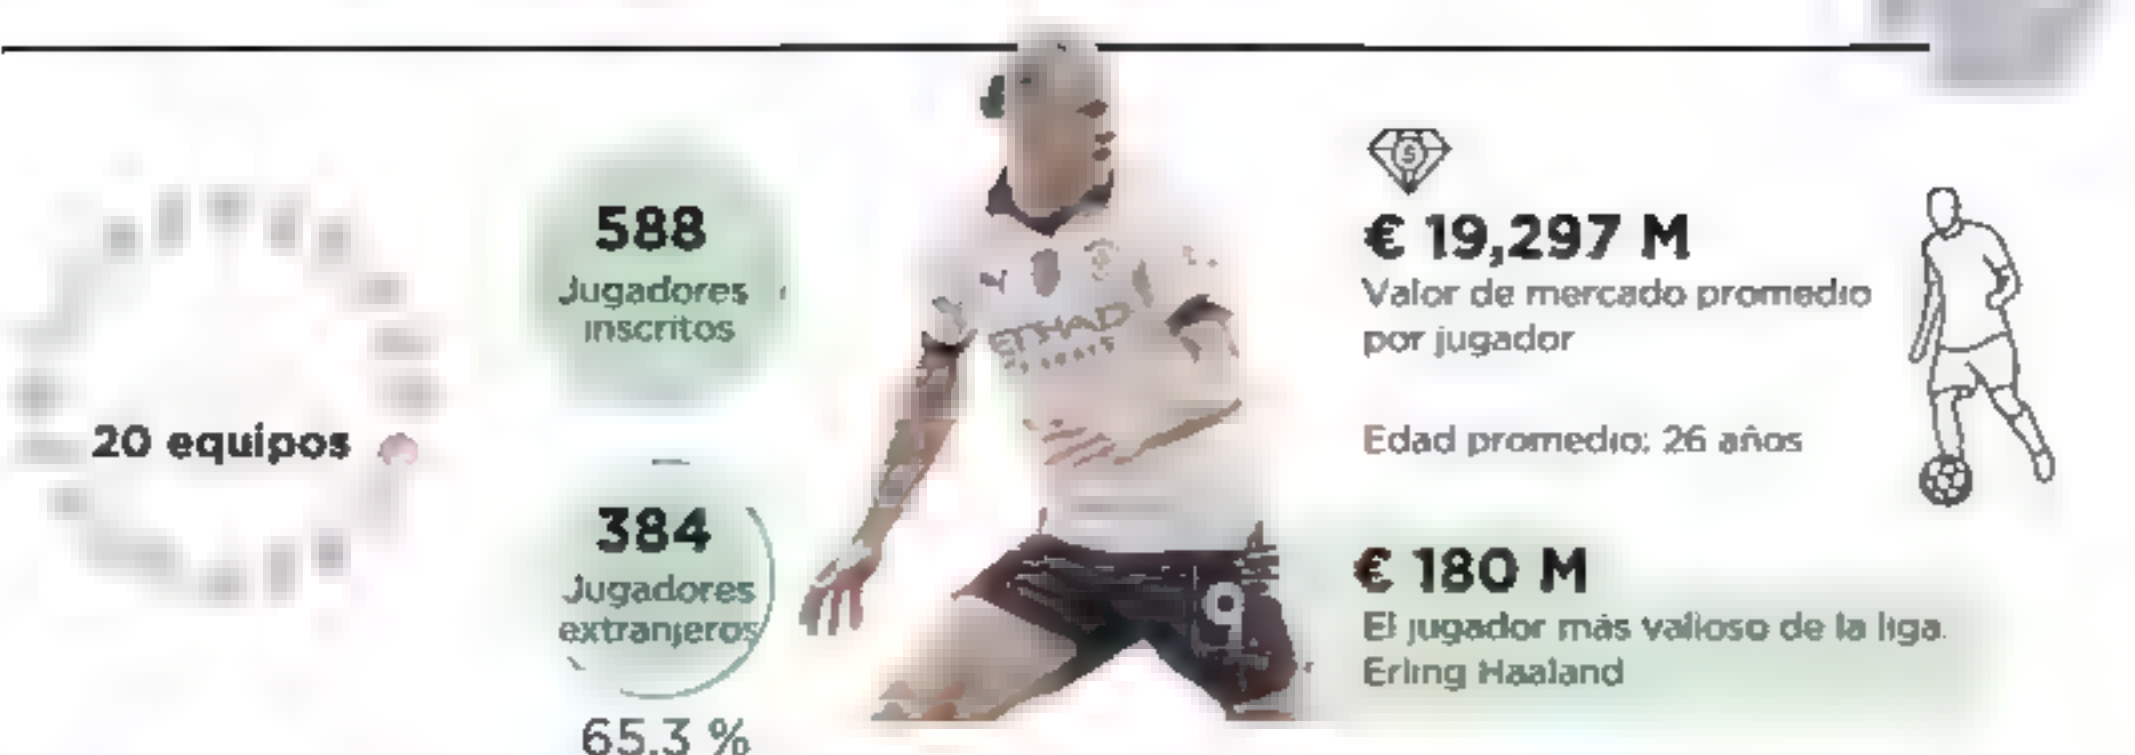 20 equipos
588
Jugadores
inscritos
384
Jugadores
extranjeros
65.3 %
ETIHAD
€ 19,297 M
Valor de mercado promedio
por jugador
Edad promedio: 26 años
€ 180 M
El jugador más valioso de la liga.
Erling Haaland